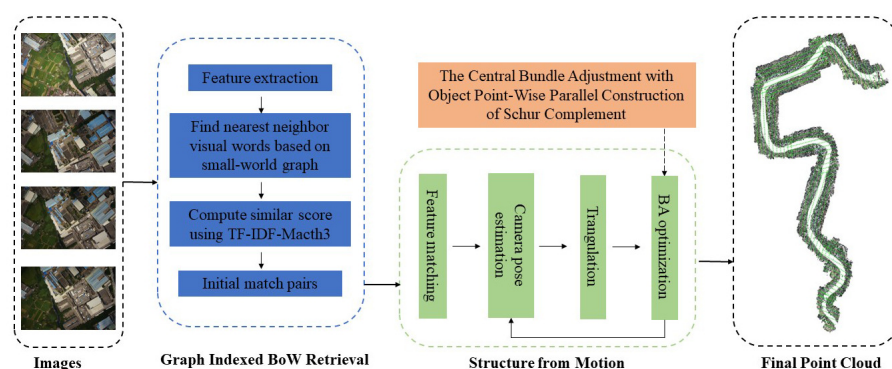 Images
Feature extraction
Find nearest neighbor
visual words based on
small-world graph
Compute similar score
using TF-IDF-Macth3
Initial match pairs
Graph Indexed BoW Retrieval
The Central Bundle Adjustment with
Object Point-Wise Parallel Construction
of Schur Complement
Feature matching
Camera pose
estimation
Trangulation
BA optimization
Structure from Motion
Final Point Cloud